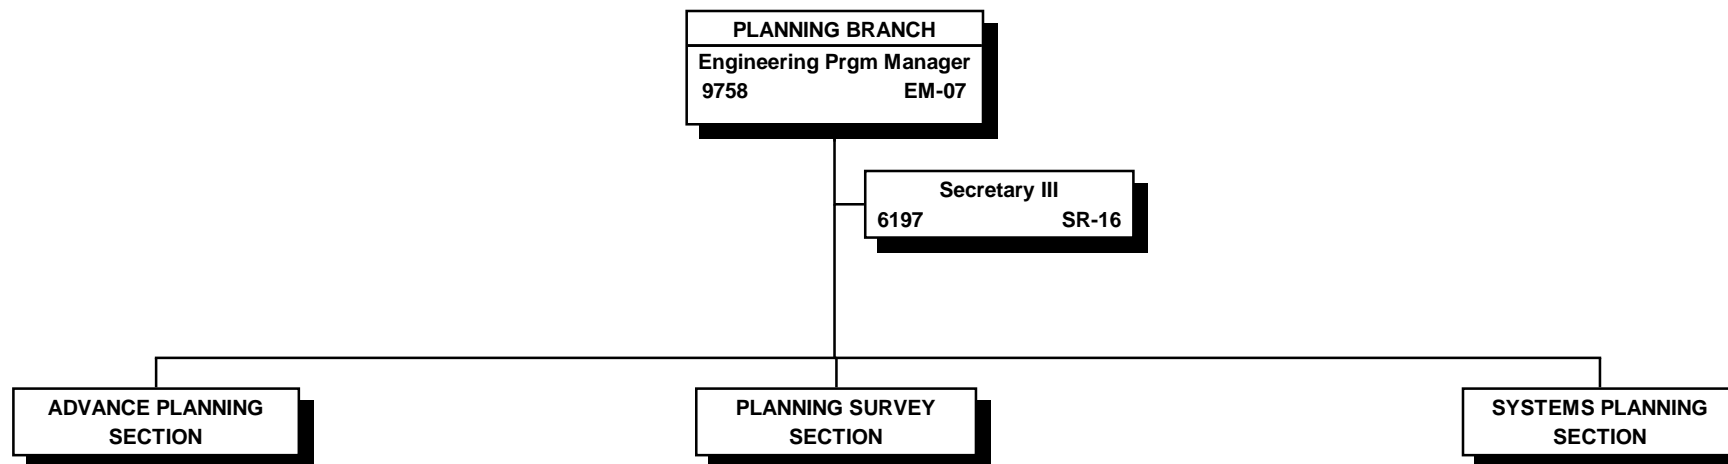 PLANNING BRANCH
Engineering Prgm Manager
9758 EM-07
Secretary III
6197 SR-16
ADVANCE PLANNING
SECTION
PLANNING SURVEY
SECTION
SYSTEMS PLANNING
SECTION